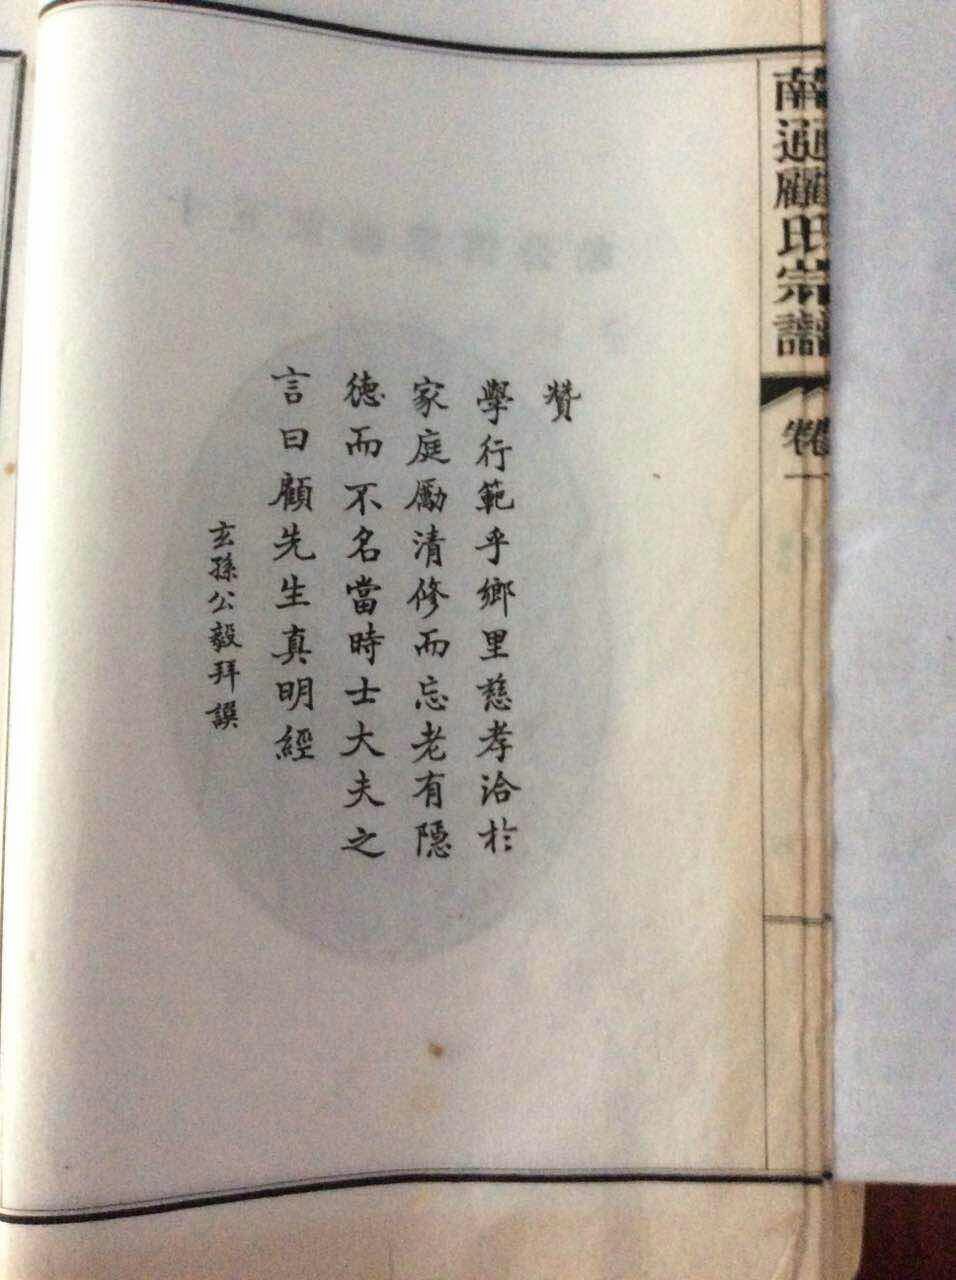 南通顧氏宗譜
卷一
贊
學行範乎鄉里慈孝洽於
家庭勵清修而忘老有隱
德而不名當時士大夫之
言曰顧先生真明經
玄孫公毅拜譔